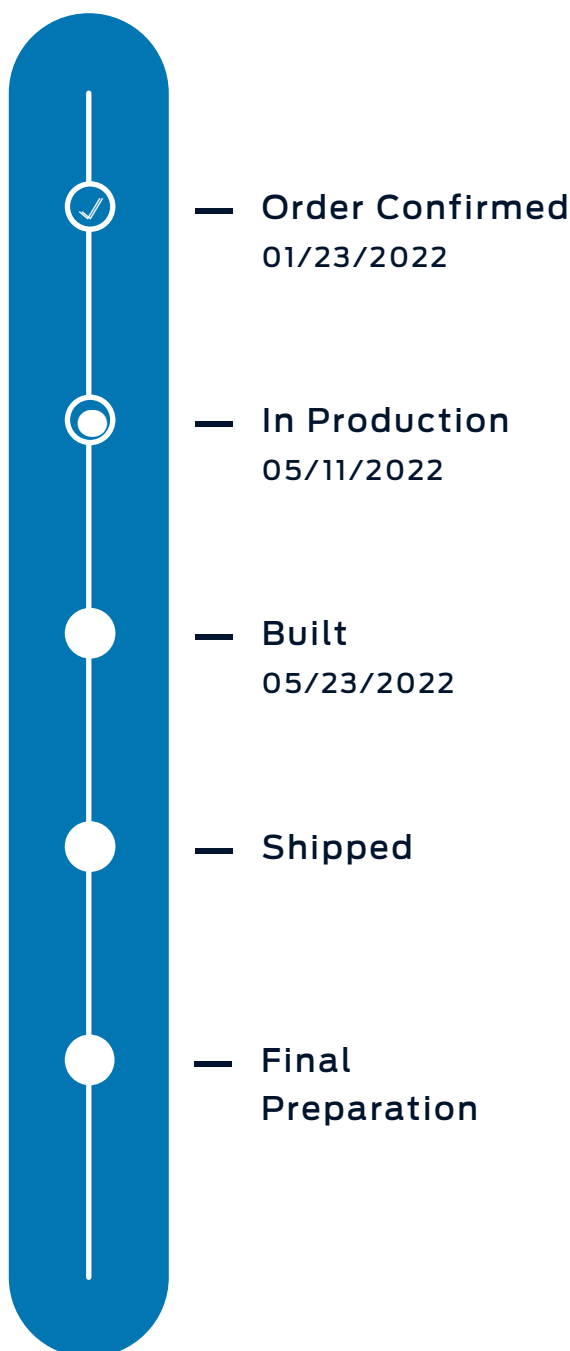 Order Confirmed
01/23/2022
In Production
05/11/2022
Built
05/23/2022
Shipped
Final
Preparation